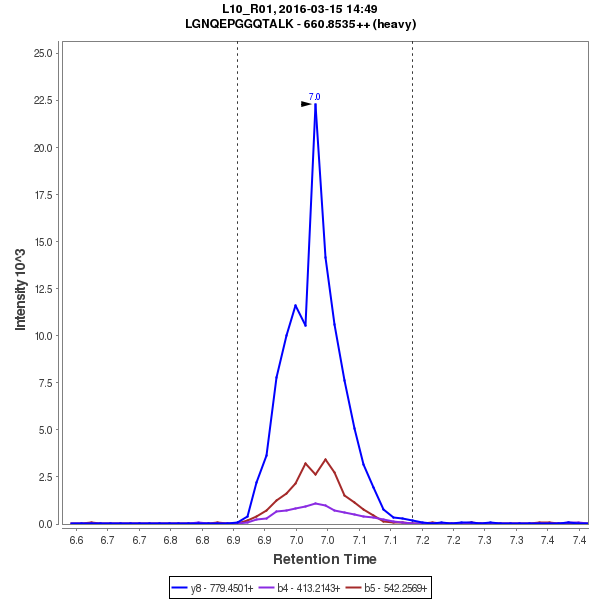 L10_R01, 2016-03-15 14:49
LGNQEPGGQTALK - 660.8535++ (heavy)
25.0
22.5
20.0
17.5
15.0
12.5
10.0
7.5
5.0
2.5
0.0
Intensity 10^3
7.0
6.6 6.7 6.7 6.8 6.8 6.9 6.9 7.0 7.0 7.1 7.1 7.2 7.2 7.3 7.3 7.4 7.4
Retention Time
y8 - 779.4501+ b4 - 413.2143+ b5 - 542.2569+